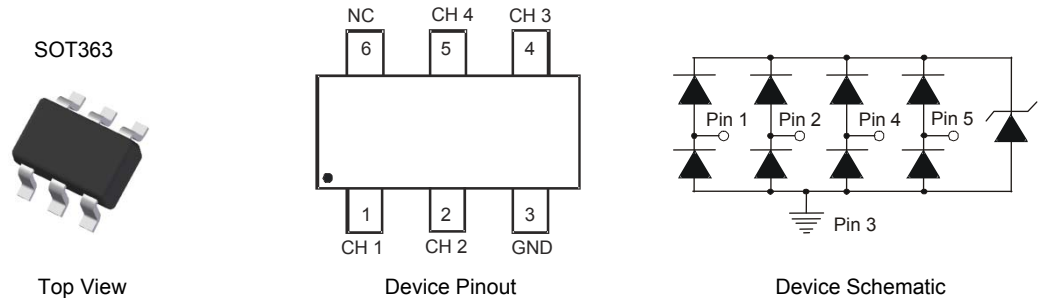 SOT363
Top View
NC CH 4 CH 3
6 5 4
1 2 3
CH 1 CH 2 GND
Device Pinout
Pin 1 Pin 2 Pin 4 Pin 5
Pin 3
Device Schematic